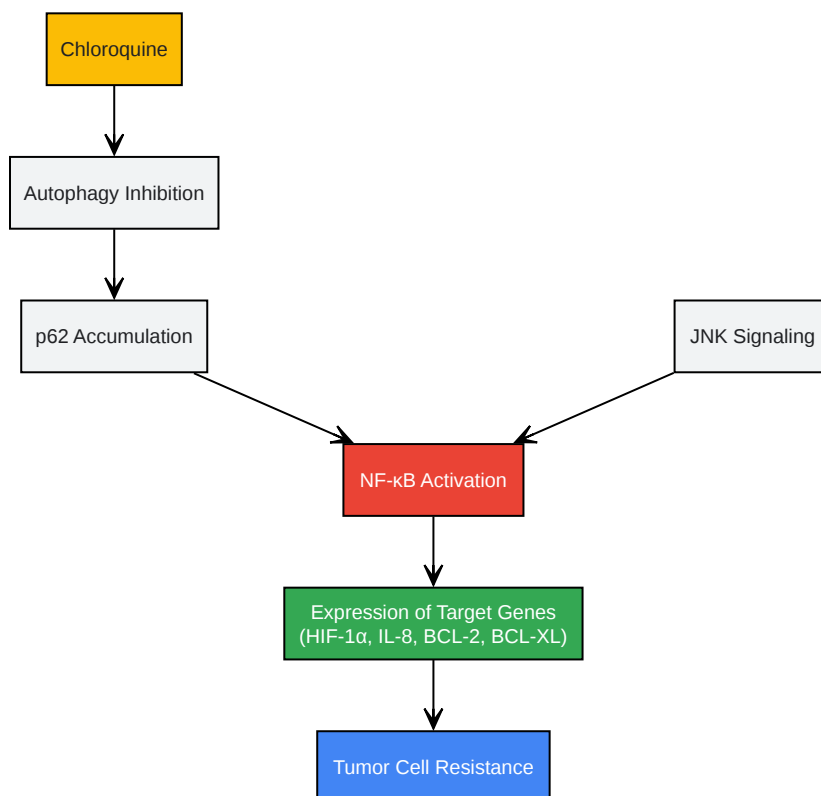 Chloroquine
Autophagy Inhibition
p62 Accumulation
JNK Signaling
NF-κB Activation
Expression of Target Genes
(HIF-1α, IL-8, BCL-2, BCL-XL)
Tumor Cell Resistance